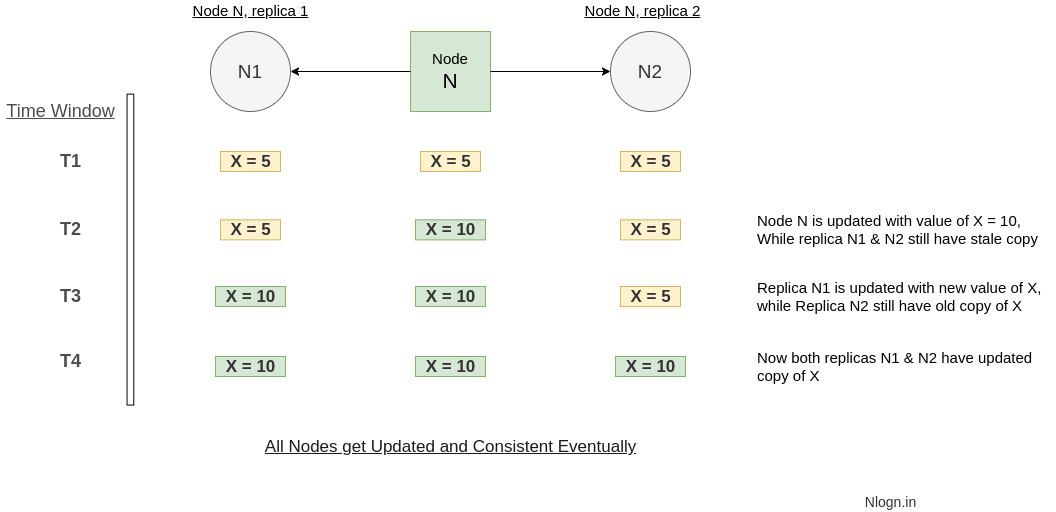 Node N, replica 1
Node N, replica 2
N1
Node
N
N2
Time Window
T1
X = 5
X = 5
X = 5
T2
X = 5
X = 10
X = 5
Node N is updated with value of X = 10,
While replica N1 & N2 still have stale copy
T3
X = 10
X = 10
X = 5
Replica N1 is updated with new value of X,
while Replica N2 still have old copy of X
T4
X = 10
X = 10
X = 10
Now both replicas N1 & N2 have updated
copy of X
All Nodes get Updated and Consistent Eventually
Nlogn.in